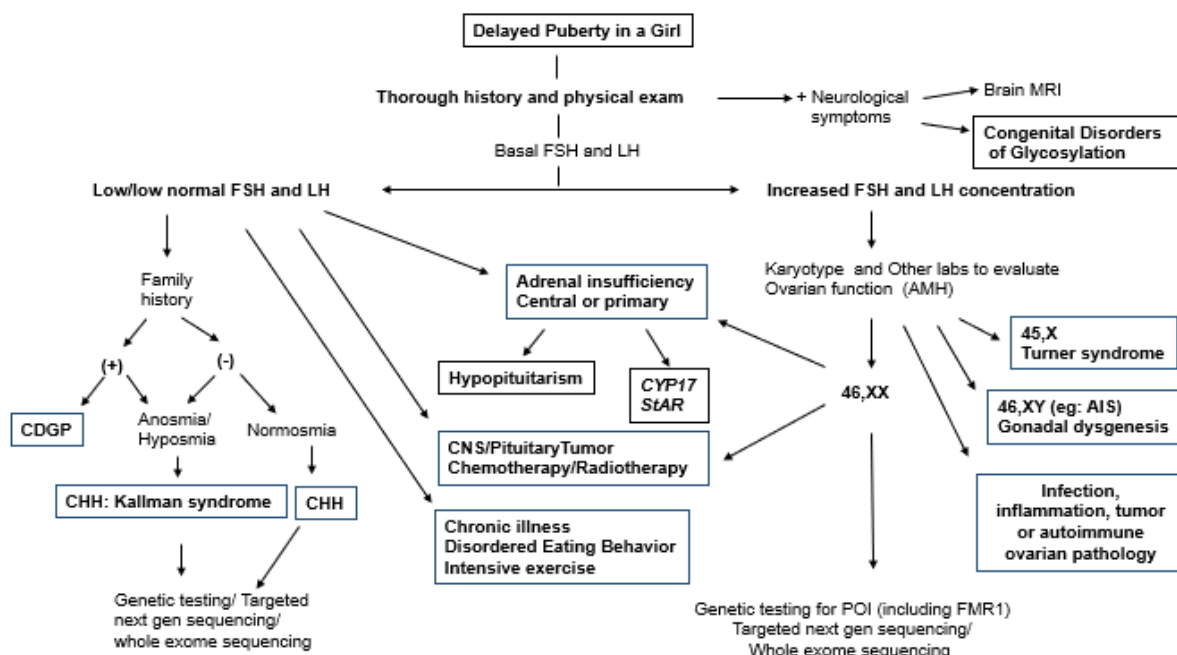 Delayed Puberty in a Girl
Thorough history and physical exam
+ Neurological
symptoms
Brain MRI
Congenital Disorders
of Glycosylation
Basal FSH and LH
Low/low normal FSH and LH
Increased FSH and LH concentration
Family
history
(+)
(-)
CDGP
Anosmia/
Hyposmia
Normosmia
CHH: Kallman syndrome
CHH
Genetic testing/ Targeted
next gen sequencing/
whole exome sequencing
Adrenal insufficiency
Central or primary
Hypopituitarism
CYP17
StAR
CNS/PituitaryTumor
Chemotherapy/Radiotherapy
Chronic illness
Disordered Eating Behavior
Intensive exercise
Karyotype and Other labs to evaluate
Ovarian function (AMH)
45,X
Turner syndrome
46,XX
46,XY (eg: AIS)
Gonadal dysgenesis
Infection,
inflammation, tumor
or autoimmune
ovarian pathology
Genetic testing for POI (including FMR1)
Targeted next gen sequencing/
Whole exome sequencing